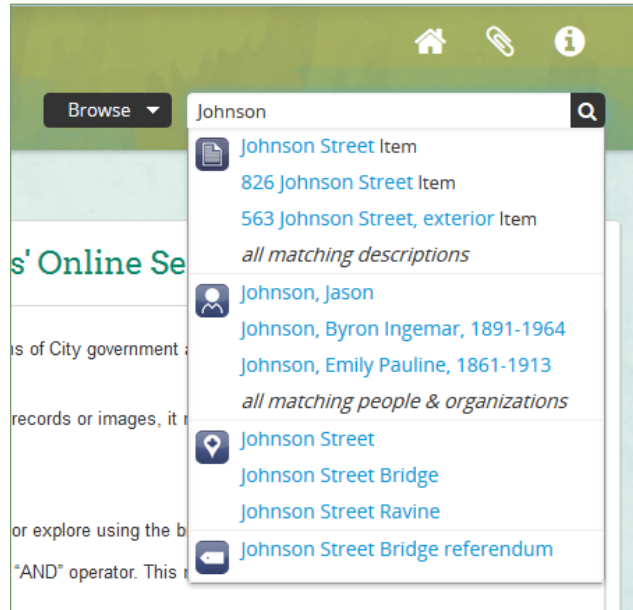 Browse
Johnson
Johnson Street Item
826 Johnson Street Item
563 Johnson Street, exterior Item
all matching descriptions
s' Online Se
Johnson, Jason
Johnson, Byron Ingemar, 1891-1964
ns of City government
Johnson, Emily Pauline, 1861-1913
all matching people & organizations
records or images, it
Johnson Street
Johnson Street Bridge
Johnson Street Ravine
or explore using the b
Johnson Street Bridge referendum
"AND" operator. This